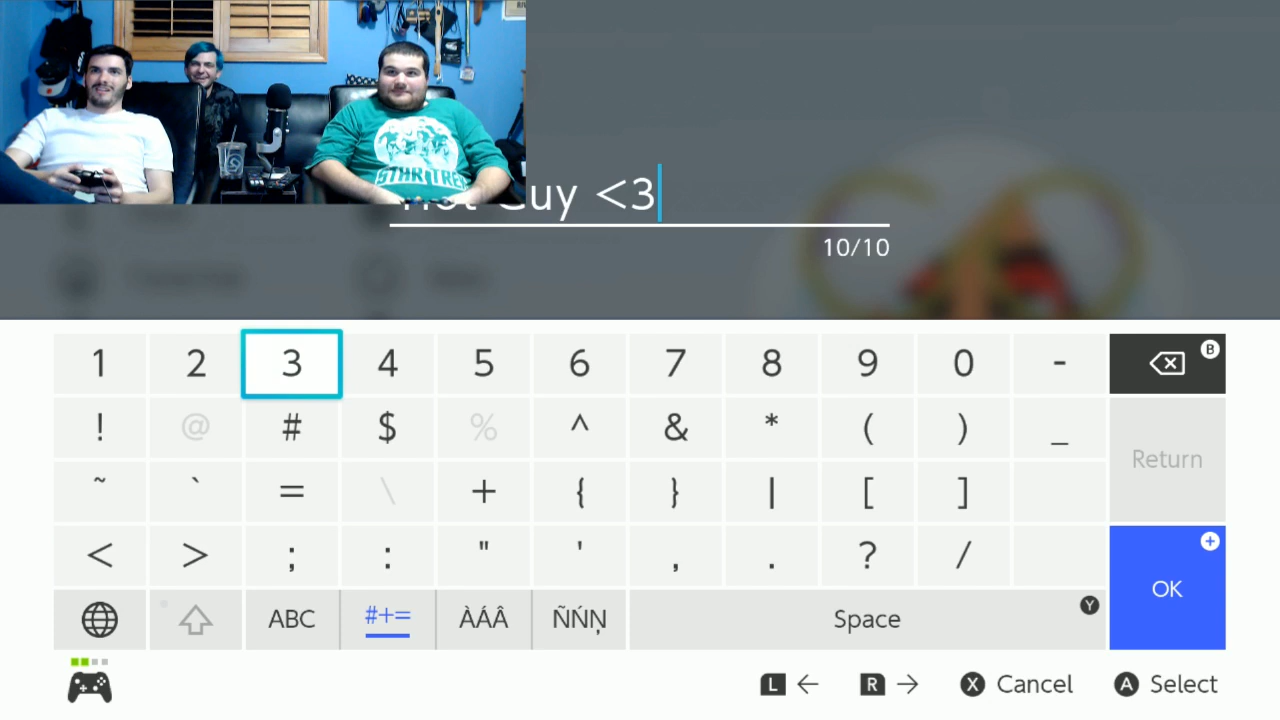 STAR TREK
Guy <3
10/10
1 2 3 4 5 6 7 8 9 0 - B
! @ # $ % ^ & * ( ) _
Return
~ ` = \ + { } | [ ]
< > ; : " ' , . ? / +
OK
ABC #+= ÀÁÂ ÑŃŅ Space Y
L ← R → X Cancel A Select